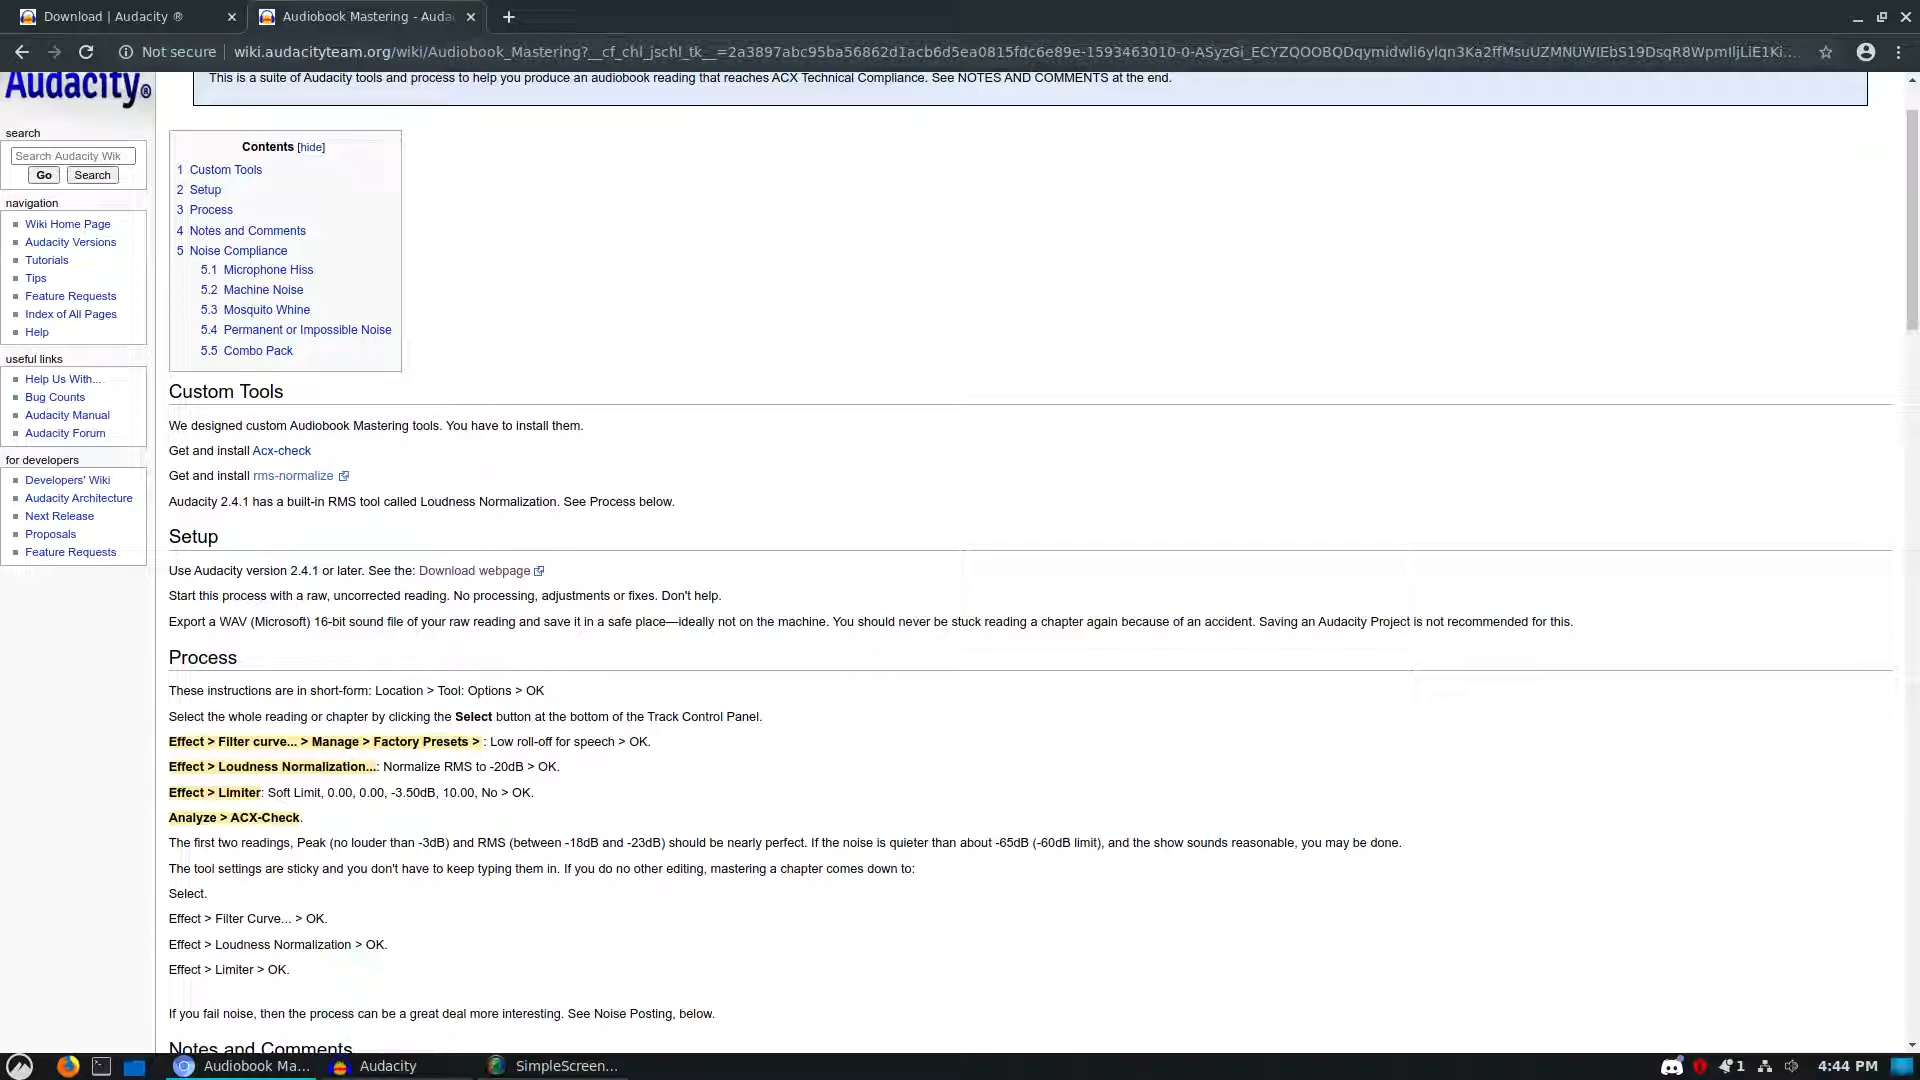 Download | Audacity ®
Audiobook Mastering - Auda
Not secure
wiki.audacityteam.org/wiki/Audiobook_Mastering?__cf_chl_jschl_tk__=2a3897abc95ba56862d1acb6d5ea0815fdc6e89e-1593463010-0-ASyzGi_ECYZQOOBQDqymidwli6ylqn3Ka2ffMsuUZMNUWIEbS19DsqR8WpmIljLiE1Ki...
Audacity®
This is a suite of Audacity tools and process to help you produce an audiobook reading that reaches ACX Technical Compliance. See NOTES AND COMMENTS at the end.
search
Search Audacity Wik
Go Search
navigation
Wiki Home Page
Audacity Versions
Tutorials
Tips
Feature Requests
Index of All Pages
Help
useful links
Help Us With...
Bug Counts
Audacity Manual
Audacity Forum
for developers
Developers' Wiki
Audacity Architecture
Next Release
Proposals
Feature Requests
Contents [hide]
1 Custom Tools
2 Setup
3 Process
4 Notes and Comments
5 Noise Compliance
5.1 Microphone Hiss
5.2 Machine Noise
5.3 Mosquito Whine
5.4 Permanent or Impossible Noise
5.5 Combo Pack
Custom Tools
We designed custom Audiobook Mastering tools. You have to install them.
Get and install Acx-check
Get and install rms-normalize
Audacity 2.4.1 has a built-in RMS tool called Loudness Normalization. See Process below.
Setup
Use Audacity version 2.4.1 or later. See the: Download webpage
Start this process with a raw, uncorrected reading. No processing, adjustments or fixes. Don't help.
Export a WAV (Microsoft) 16-bit sound file of your raw reading and save it in a safe place—ideally not on the machine. You should never be stuck reading a chapter again because of an accident. Saving an Audacity Project is not recommended for this.
Process
These instructions are in short-form: Location > Tool: Options > OK
Select the whole reading or chapter by clicking the Select button at the bottom of the Track Control Panel.
Effect > Filter curve... > Manage > Factory Presets > : Low roll-off for speech > OK.
Effect > Loudness Normalization...: Normalize RMS to -20dB > OK.
Effect > Limiter: Soft Limit, 0.00, 0.00, -3.50dB, 10.00, No > OK.
Analyze > ACX-Check.
The first two readings, Peak (no louder than -3dB) and RMS (between -18dB and -23dB) should be nearly perfect. If the noise is quieter than about -65dB (-60dB limit), and the show sounds reasonable, you may be done.
The tool settings are sticky and you don't have to keep typing them in. If you do no other editing, mastering a chapter comes down to:
Select.
Effect > Filter Curve... > OK.
Effect > Loudness Normalization > OK.
Effect > Limiter > OK.
If you fail noise, then the process can be a great deal more interesting. See Noise Posting, below.
Notes and Comments
Audiobook Ma...
Audacity
SimpleScreen...
1
4:44 PM